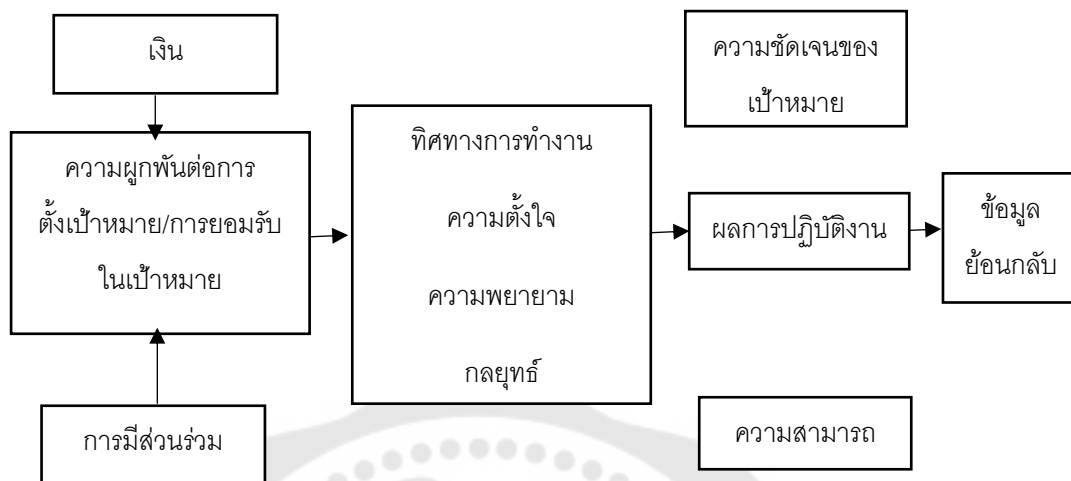 เงิน
ความผูกพันต่อการ
ตั้งเป้าหมาย/การยอมรับ
ในเป้าหมาย
การมีส่วนร่วม
ทิศทางการทำงาน
ความตั้งใจ
ความพยายาม
กลยุทธ์
ความชัดเจนของ
เป้าหมาย
ผลการปฏิบัติงาน
ความสามารถ
ข้อมูล
ย้อนกลับ